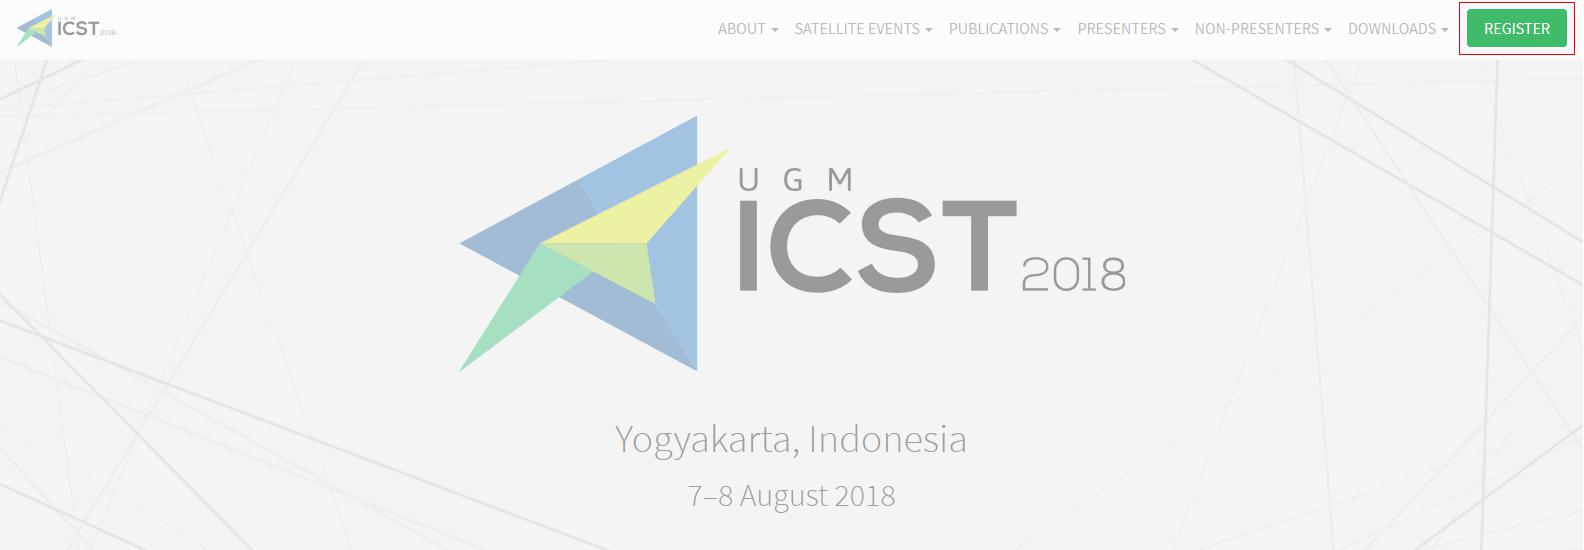 UGM
ICST 2018
ABOUT SATELLITE EVENTS PUBLICATIONS PRESENTERS NON-PRESENTERS DOWNLOADS REGISTER
UGM
ICST 2018
Yogyakarta, Indonesia
7–8 August 2018